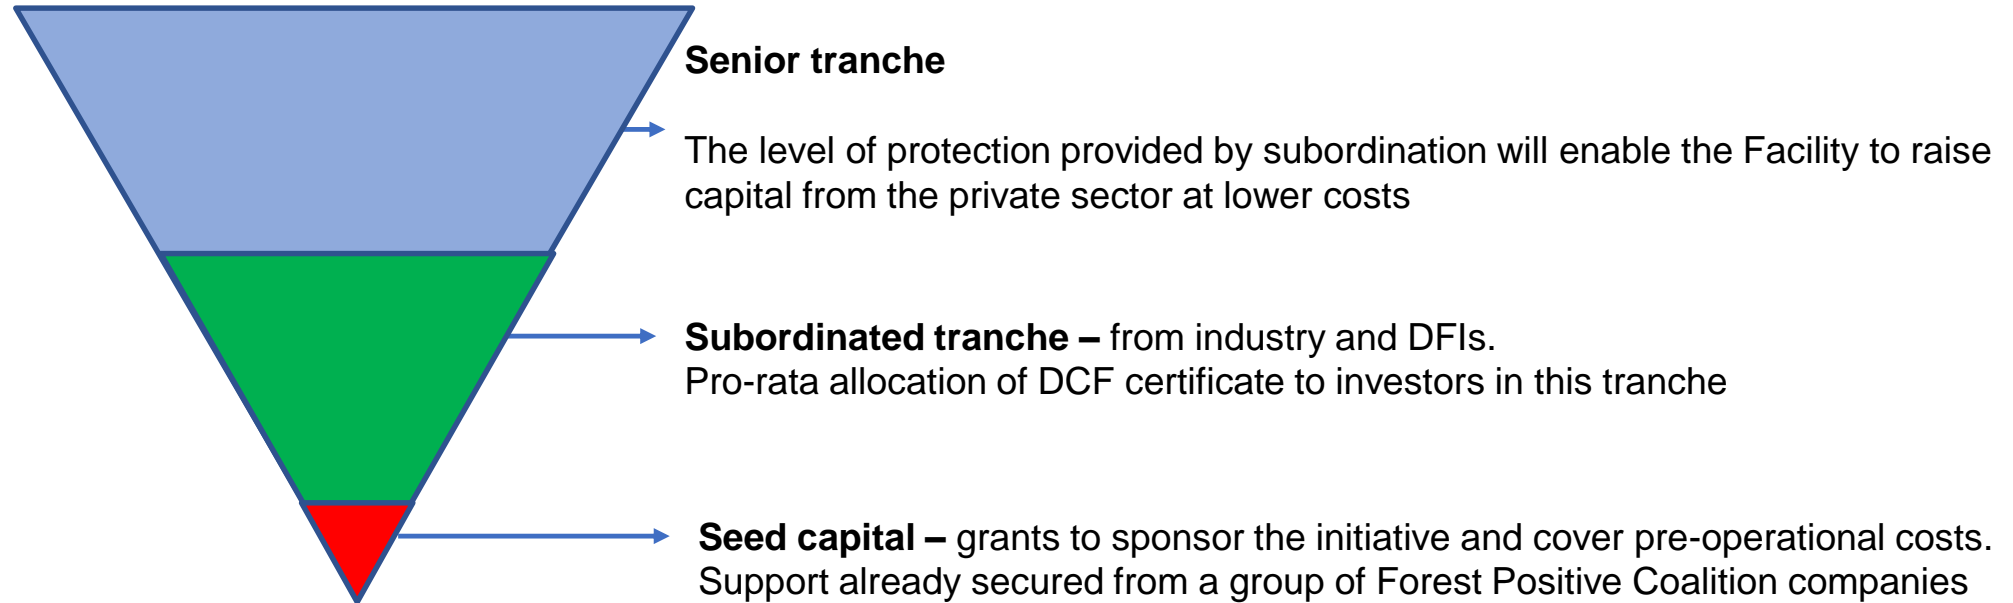 Senior tranche
The level of protection provided by subordination will enable the Facility to raise
capital from the private sector at lower costs
Subordinated tranche – from industry and DFIs.
Pro-rata allocation of DCF certificate to investors in this tranche
Seed capital – grants to sponsor the initiative and cover pre-operational costs.
Support already secured from a group of Forest Positive Coalition companies